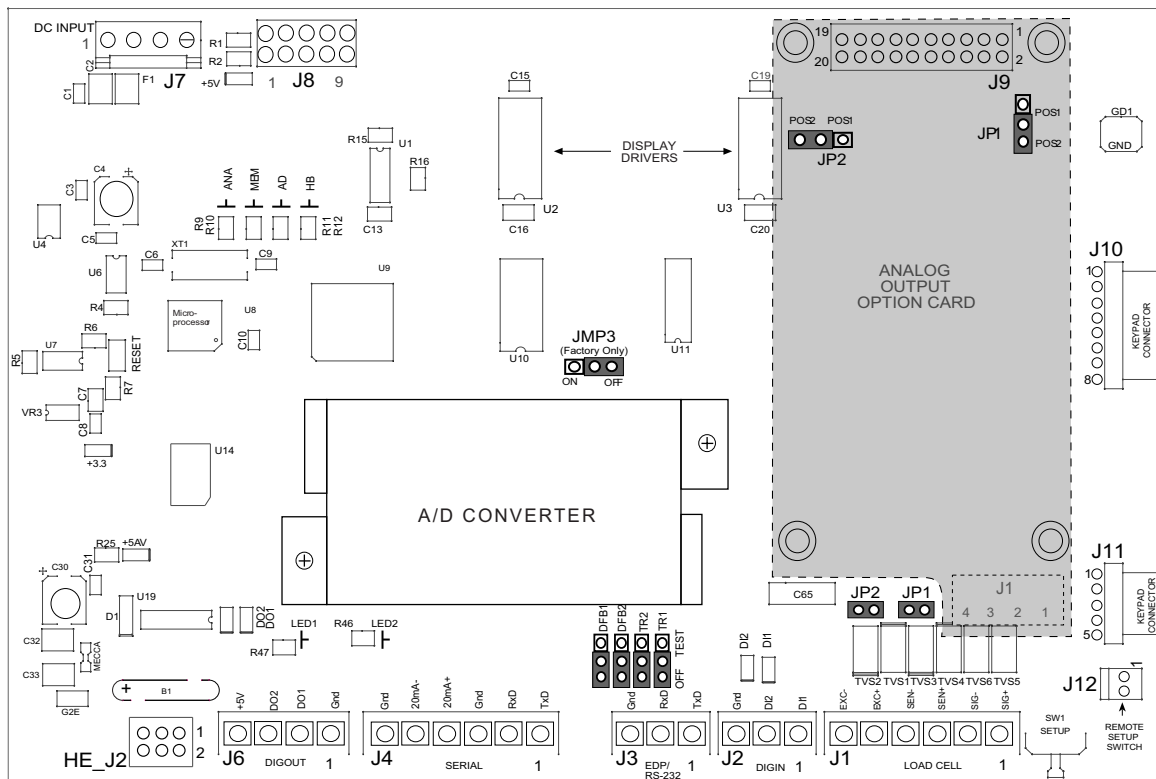 DC INPUT
1
C2
F1
C1
J7
R1
R2
+5V
1
J8
9
C15
C19
19
20
1
2
J9
POS1
JP1
POS2
POS2
POS1
JP2
GD1
GND
R15
U1
R16
C13
DISPLAY
DRIVERS
U2
C16
U3
C20
C4
C3
U4
C5
ANA
MEM
AD
HB
R9
R10
R11
R12
XT1
C6
C9
U6
R4
Micro-
processor
U8
C10
U9
U10
U11
JMP3
(Factory Only)
ON
OFF
ANALOG
OUTPUT
OPTION CARD
J10
1
8
KEYPAD
CONNECTOR
R5
U7
R6
RESET
R7
VR3
C7
C8
+3.3
U14
A/D CONVERTER
R25
+5AV
C30
C31
U19
D1
DO2
DO1
C32
C33
MECCA
G2E
B1
R47
LED1
R46
LED2
DFB1
DFB2
TR2
TR1
TEST
OFF
DI2
DI1
C65
JP2
JP1
J1
4
3
2
1
J11
1
5
KEYPAD
CONNECTOR
TVS2
TVS1
TVS3
TVS4
TVS6
TVS5
J12
1
REMOTE
SETUP
SWITCH
SW1
SETUP
HE_J2
1
2
+5V
DO2
DO1
Gnd
J6
DIGOUT
1
Gnd
20mA-
20mA+
Gnd
RxD
TxD
J4
SERIAL
1
Gnd
RxD
TxD
J3
EDP/
RS-232
1
Gnd
DI2
DI1
J2
DIGIN
1
EXC-
EXC+
SEN-
SEN+
SIG-
SIG+
J1
LOAD CELL
1